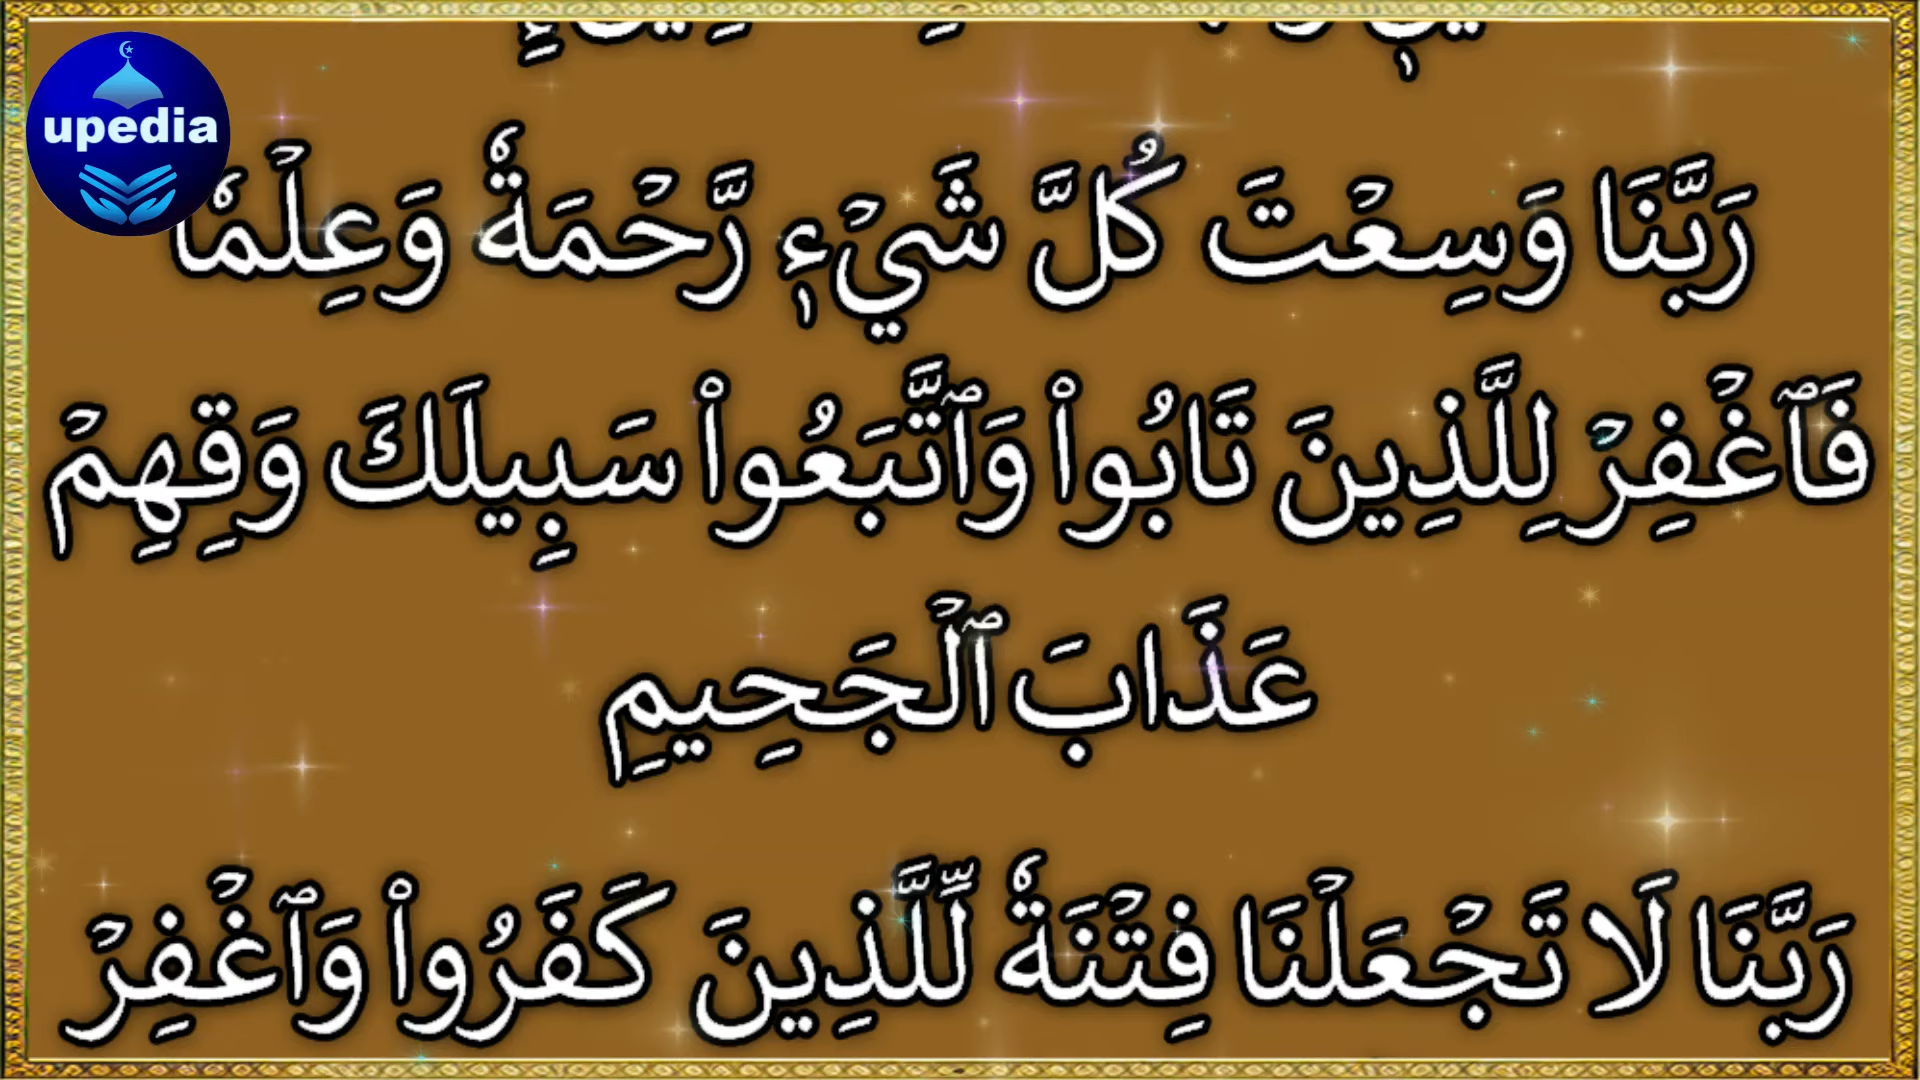 upedia
رَبَّنَا وَسِعۡتَ كُلَّ شَيۡءٖ رَّحۡمَةٗ وَعِلۡمٗا
فَٱغۡفِرۡ لِلَّذِينَ تَابُواْ وَٱتَّبَعُواْ سَبِيلَكَ وَقِهِمۡ
عَذَابَ ٱلۡجَحِيمِ
رَبَّنَا لَا تَجۡعَلۡنَا فِتۡنَةٗ لِّلَّذِينَ كَفَرُواْ وَٱغۡفِرۡ